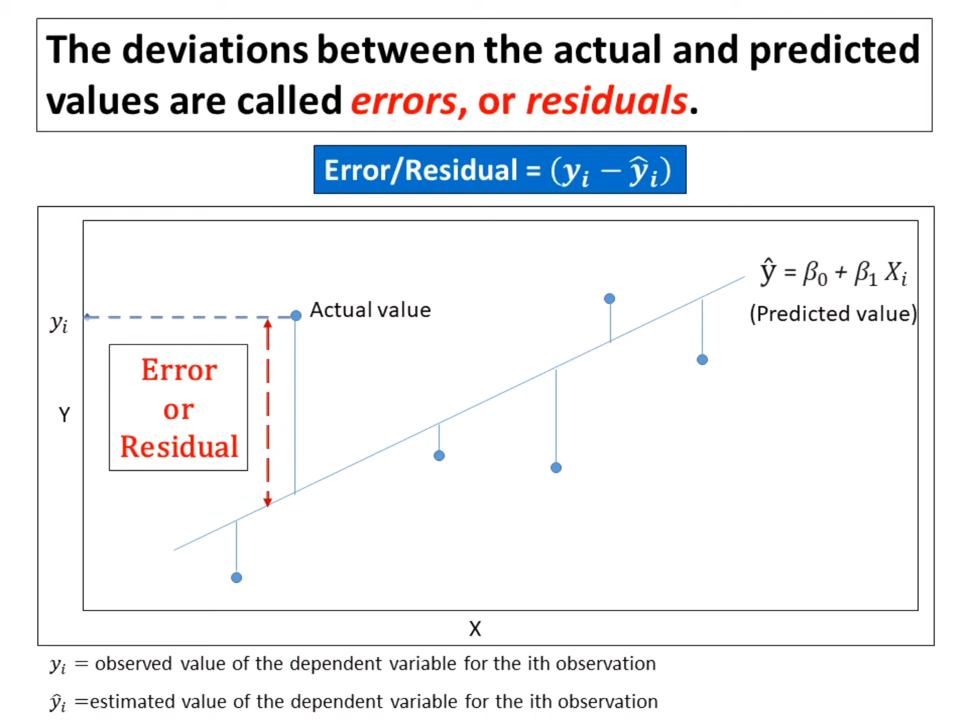 The deviations between the actual and predicted
values are called errors, or residuals.
Error/Residual = (yᵢ − ŷᵢ)
ŷ = β₀ + β₁ Xᵢ
(Predicted value)
Actual value
yᵢ
Error
or
Residual
Y
X
yᵢ = observed value of the dependent variable for the ith observation
ŷᵢ =estimated value of the dependent variable for the ith observation